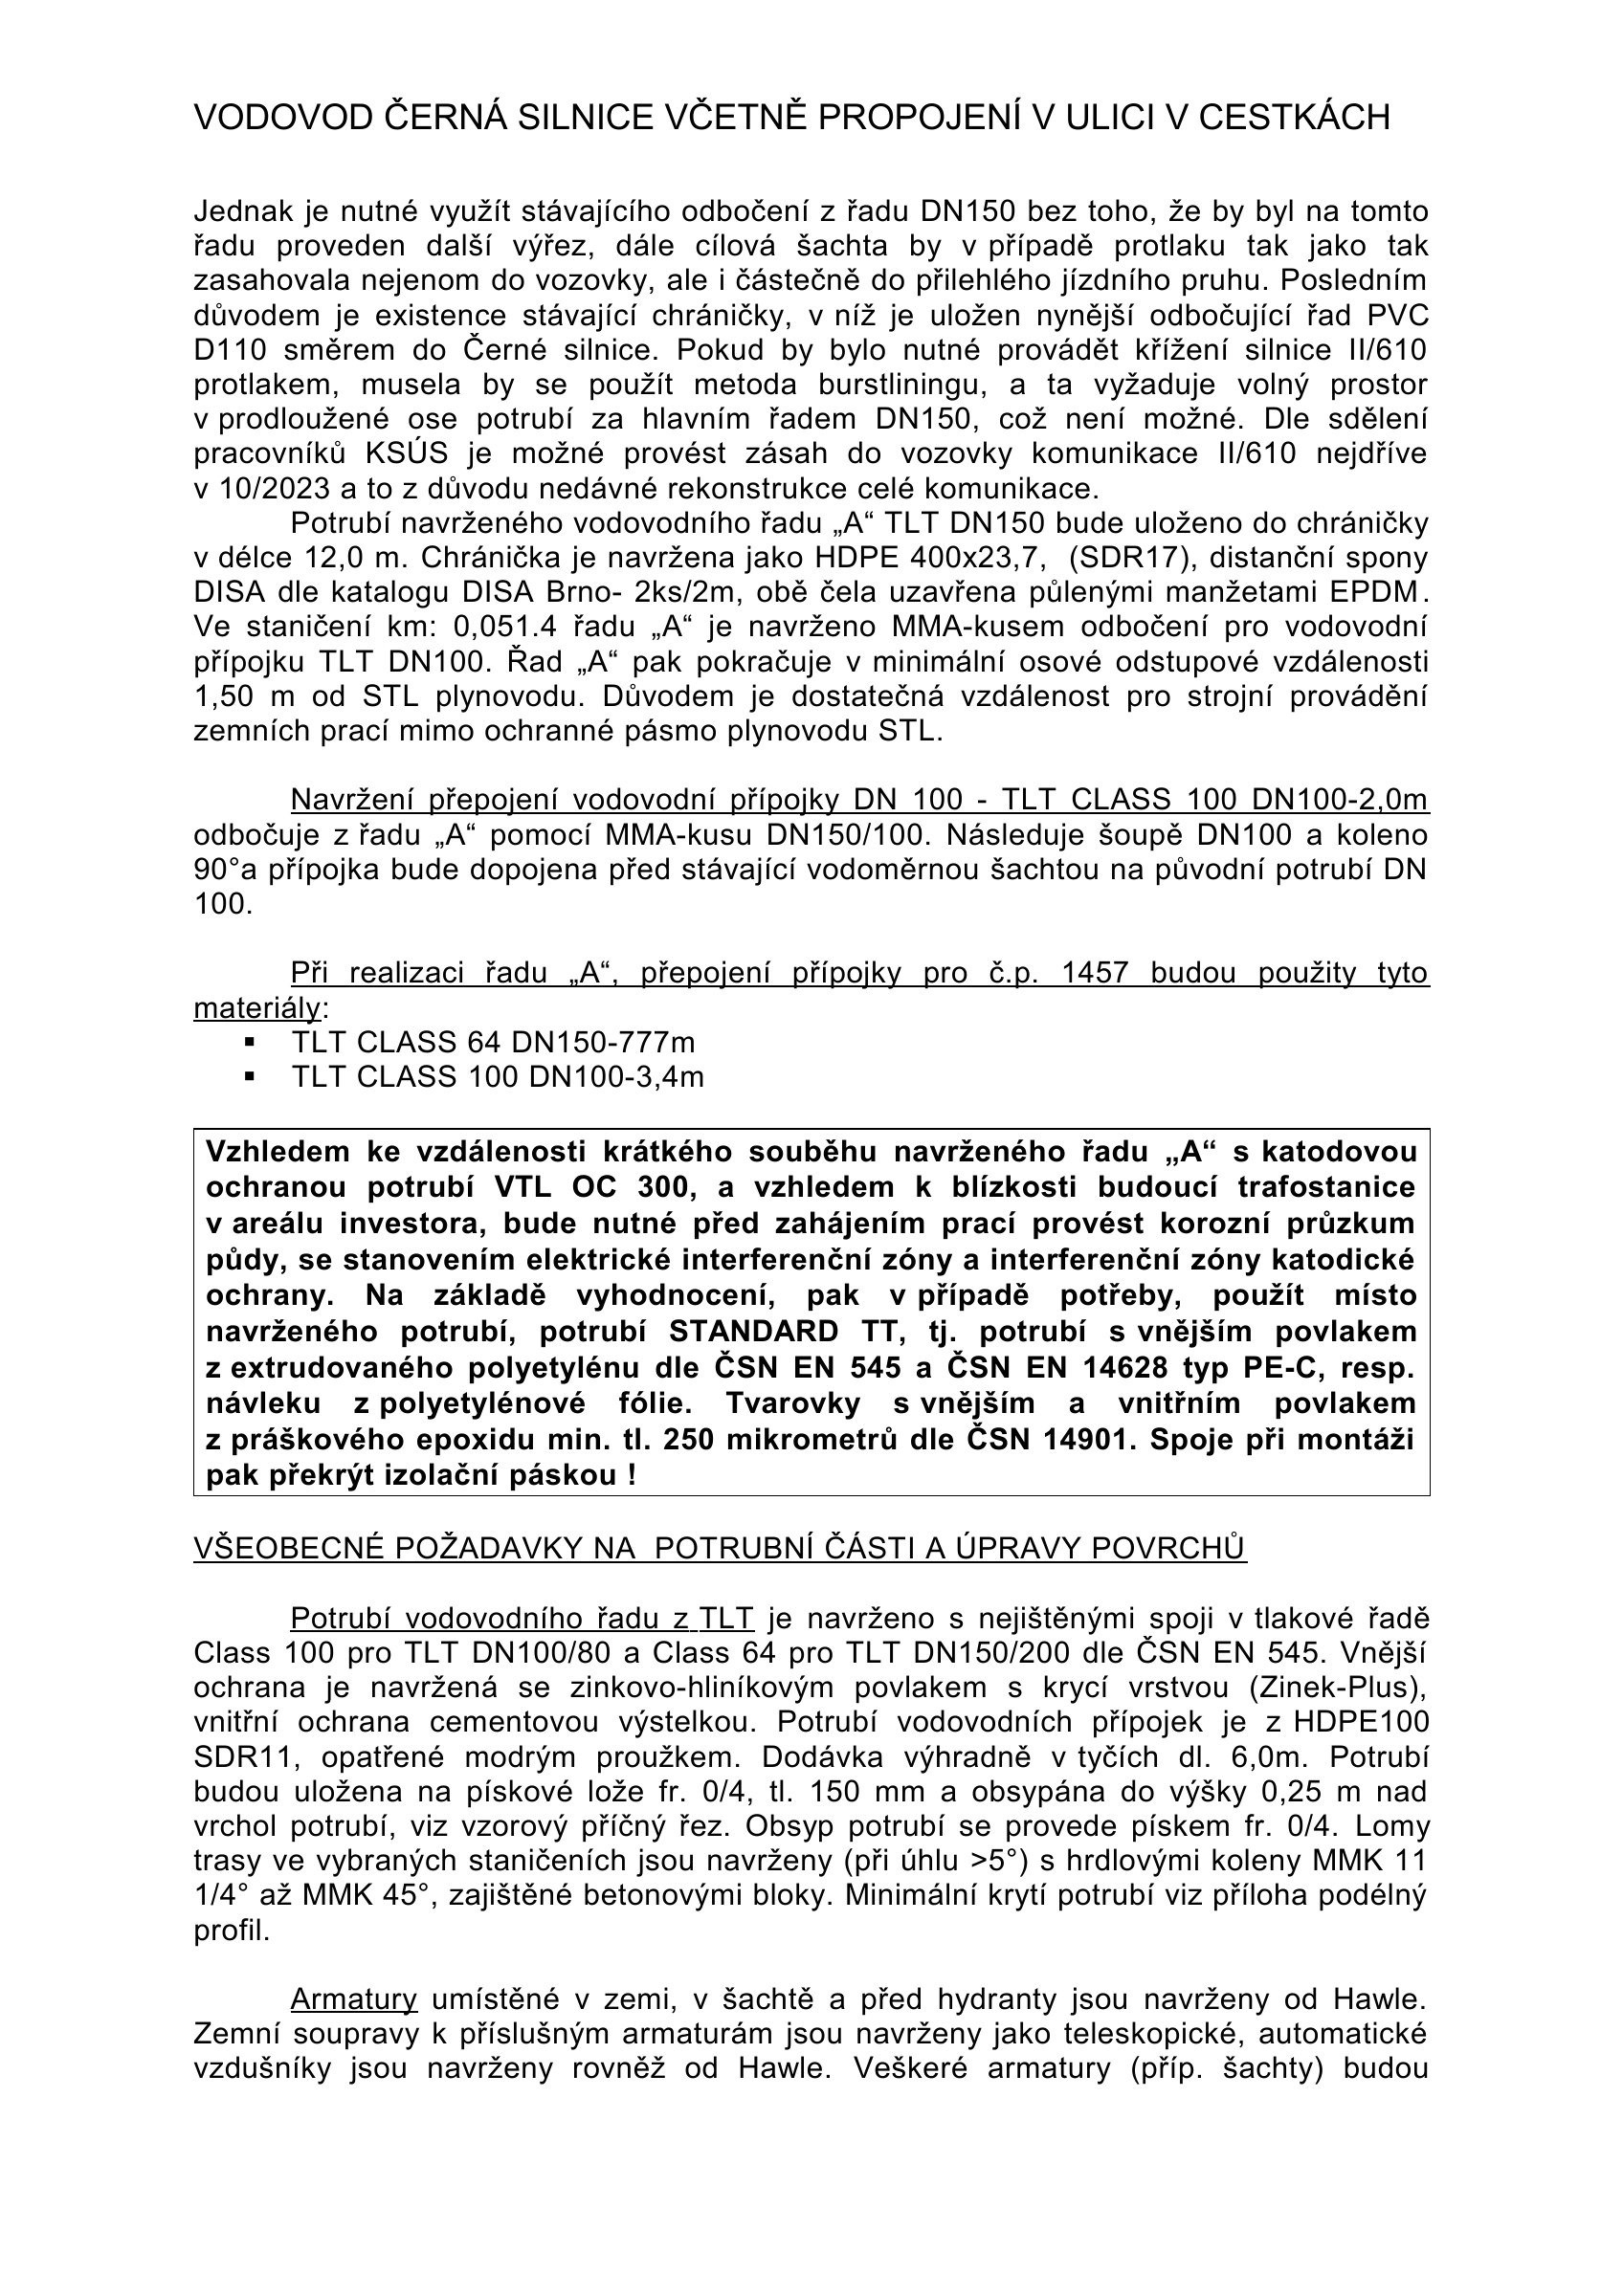 VODOVOD ČERNÁ SILNICE VČETNĚ PROPOJENÍ V ULICI V CESTKÁCH
Jednak je nutné využít stávajícího odbočení z řadu DN150 bez toho, že by byl na tomto
řadu proveden další výřez, dále cílová šachta by v případě protlaku tak jako tak
zasahovala nejenom do vozovky, ale i částečně do přilehlého jízdního pruhu. Posledním
důvodem je existence stávající chráničky, v níž je uložen nynější odbočující řad PVC
D110 směrem do Černé silnice. Pokud by bylo nutné provádět křížení silnice II/610
protlakem, musela by se použít metoda burstliningu, a ta vyžaduje volný prostor
v prodloužené ose potrubí za hlavním řadem DN150, což není možné. Dle sdělení
pracovníků KSÚS je možné provést zásah do vozovky komunikace II/610 nejdříve
v 10/2023 a to z důvodu nedávné rekonstrukce celé komunikace.
Potrubí navrženého vodovodního řadu „A“ TLT DN150 bude uloženo do chráničky
v délce 12,0 m. Chránička je navržena jako HDPE 400x23,7, (SDR17), distanční spony
DISA dle katalogu DISA Brno- 2ks/2m, obě čela uzavřena půlenými manžetami EPDM.
Ve staničení km: 0,051.4 řadu „A“ je navrženo MMA-kusem odbočení pro vodovodní
přípojku TLT DN100. Řad „A“ pak pokračuje v minimální osové odstupové vzdálenosti
1,50 m od STL plynovodu. Důvodem je dostatečná vzdálenost pro strojní provádění
zemních prací mimo ochranné pásmo plynovodu STL.
Navržení přepojení vodovodní přípojky DN 100 - TLT CLASS 100 DN100-2,0m
odbočuje z řadu „A“ pomocí MMA-kusu DN150/100. Následuje šoupě DN100 a koleno
90°a přípojka bude dopojena před stávající vodoměrnou šachtou na původní potrubí DN
100.
Při realizaci řadu „A“, přepojení přípojky pro č.p. 1457 budou použity tyto
materiály:
▪ TLT CLASS 64 DN150-777m
▪ TLT CLASS 100 DN100-3,4m
Vzhledem ke vzdálenosti krátkého souběhu navrženého řadu „A“ s katodovou
ochranou potrubí VTL OC 300, a vzhledem k blízkosti budoucí trafostanice
v areálu investora, bude nutné před zahájením prací provést korozní průzkum
půdy, se stanovením elektrické interferenční zóny a interferenční zóny katodické
ochrany. Na základě vyhodnocení, pak v případě potřeby, použít místo
navrženého potrubí, potrubí STANDARD TT, tj. potrubí s vnějším povlakem
z extrudovaného polyetylénu dle ČSN EN 545 a ČSN EN 14628 typ PE-C, resp.
návleku z polyetylénové fólie. Tvarovky s vnějším a vnitřním povlakem
z práškového epoxidu min. tl. 250 mikrometrů dle ČSN 14901. Spoje při montáži
pak překrýt izolační páskou !
VŠEOBECNÉ POŽADAVKY NA POTRUBNÍ ČÁSTI A ÚPRAVY POVRCHŮ
Potrubí vodovodního řadu z TLT je navrženo s nejištěnými spoji v tlakové řadě
Class 100 pro TLT DN100/80 a Class 64 pro TLT DN150/200 dle ČSN EN 545. Vnější
ochrana je navržená se zinkovo-hliníkovým povlakem s krycí vrstvou (Zinek-Plus),
vnitřní ochrana cementovou výstelkou. Potrubí vodovodních přípojek je z HDPE100
SDR11, opatřené modrým proužkem. Dodávka výhradně v tyčích dl. 6,0m. Potrubí
budou uložena na pískové lože fr. 0/4, tl. 150 mm a obsypána do výšky 0,25 m nad
vrchol potrubí, viz vzorový příčný řez. Obsyp potrubí se provede pískem fr. 0/4. Lomy
trasy ve vybraných staničeních jsou navrženy (při úhlu >5°) s hrdlovými koleny MMK 11
1/4° až MMK 45°, zajištěné betonovými bloky. Minimální krytí potrubí viz příloha podélný
profil.
Armatury umístěné v zemi, v šachtě a před hydranty jsou navrženy od Hawle.
Zemní soupravy k příslušným armaturám jsou navrženy jako teleskopické, automatické
vzdušníky jsou navrženy rovněž od Hawle. Veškeré armatury (příp. šachty) budou